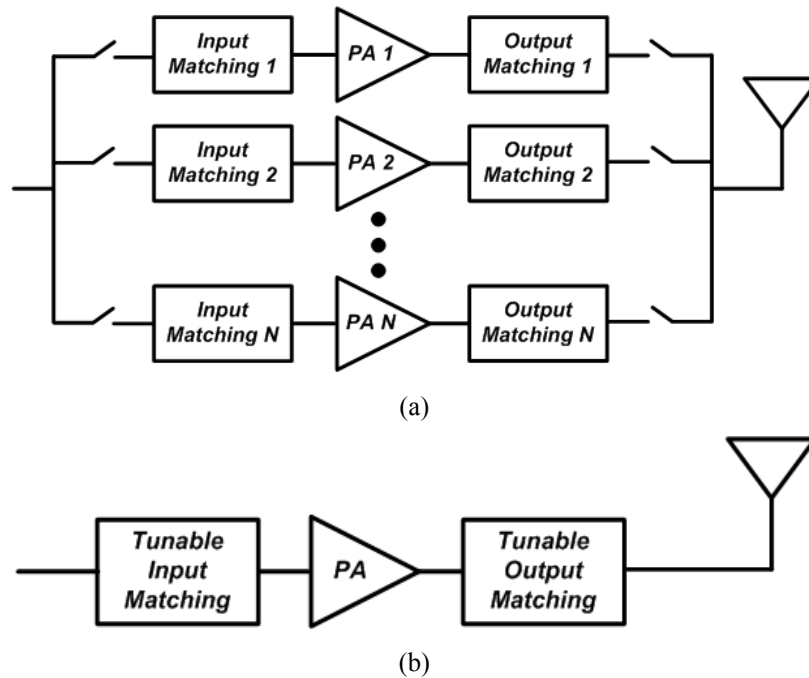 Input
Matching 1
PA 1
Output
Matching 1
Input
Matching 2
PA 2
Output
Matching 2
Input
Matching N
PA N
Output
Matching N
(a)
Tunable
Input
Matching
PA
Tunable
Output
Matching
(b)